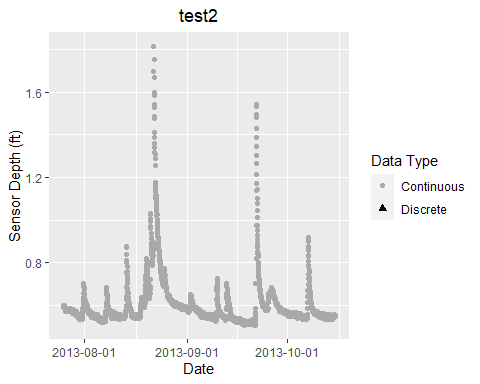 test2
Sensor Depth (ft)
1.6
1.2
0.8
2013-08-01 2013-09-01 2013-10-01
Date
Data Type
Continuous
Discrete